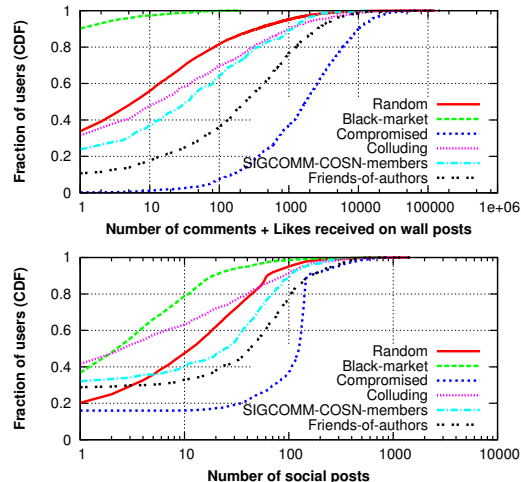 Fraction of users (CDF)
1
0.8
0.6
0.4
0.2
0
Random
Black-market
Compromised
Colluding
SIGCOMM-COSN-members
Friends-of-authors
1 10 100 1000 10000 100000 1e+06
Number of comments + Likes received on wall posts
Fraction of users (CDF)
1
0.8
0.6
0.4
0.2
0
Random
Black-market
Compromised
Colluding
SIGCOMM-COSN-members
Friends-of-authors
1 10 100 1000 10000
Number of social posts